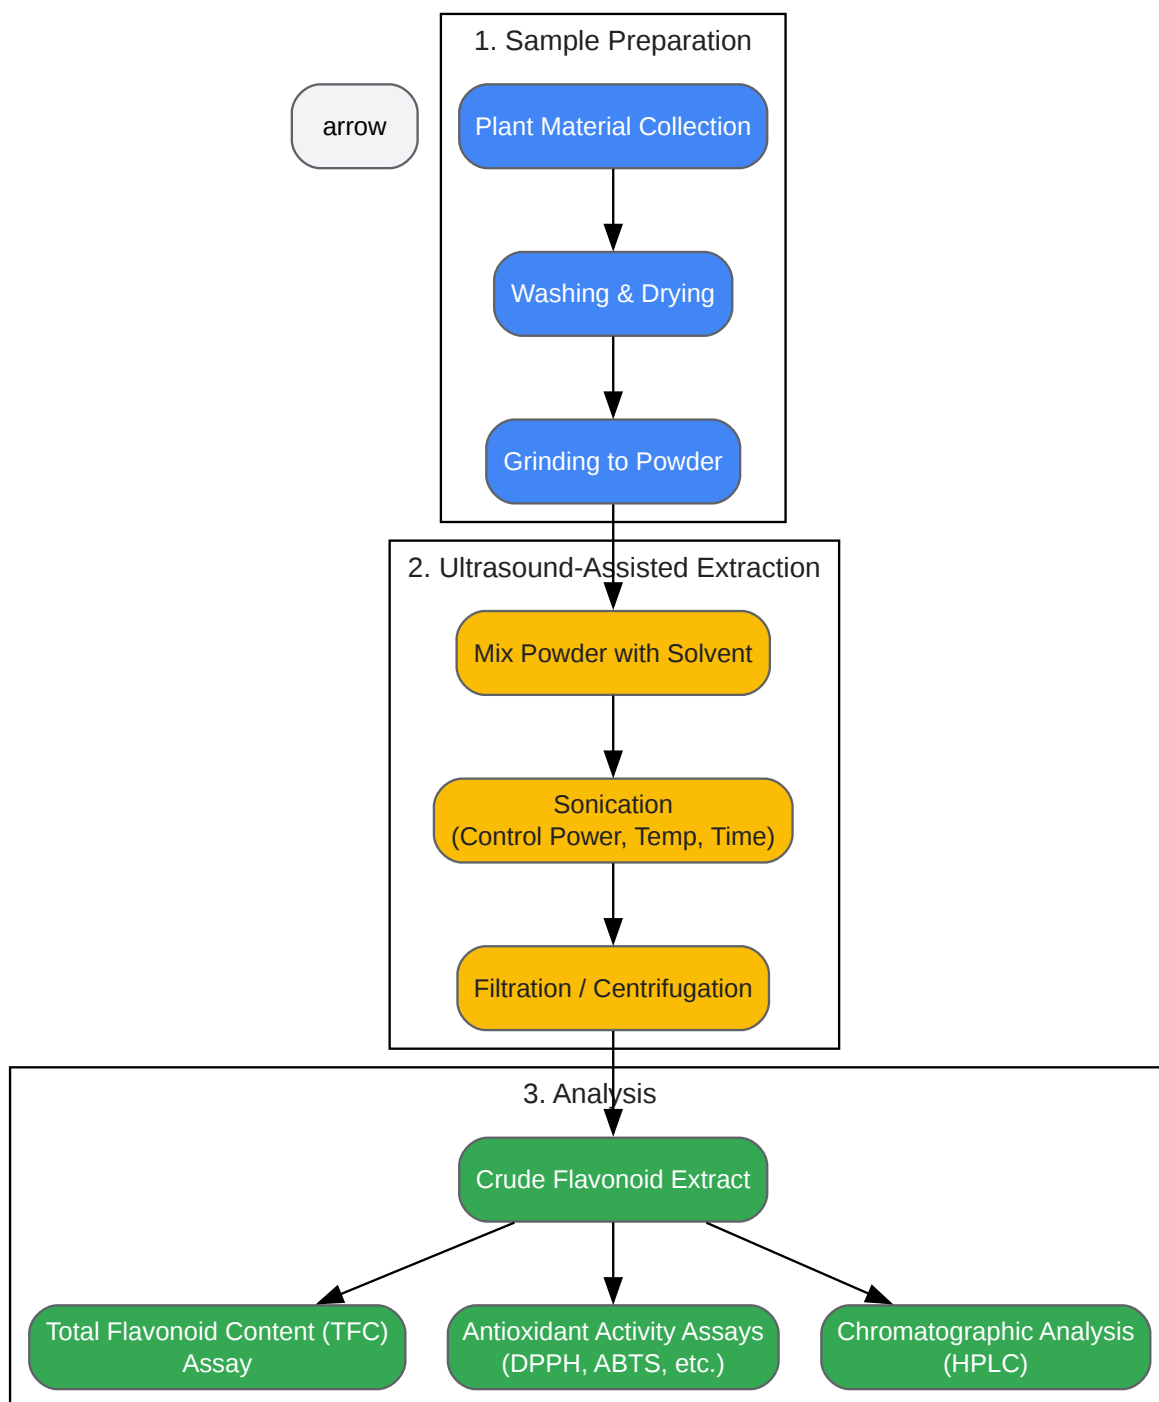 1. Sample Preparation
arrow
Plant Material Collection
Washing & Drying
Grinding to Powder
2. Ultrasound-Assisted Extraction
Mix Powder with Solvent
Sonication
(Control Power, Temp, Time)
Filtration / Centrifugation
3. Analysis
Crude Flavonoid Extract
Total Flavonoid Content (TFC)
Assay
Antioxidant Activity Assays
(DPPH, ABTS, etc.)
Chromatographic Analysis
(HPLC)